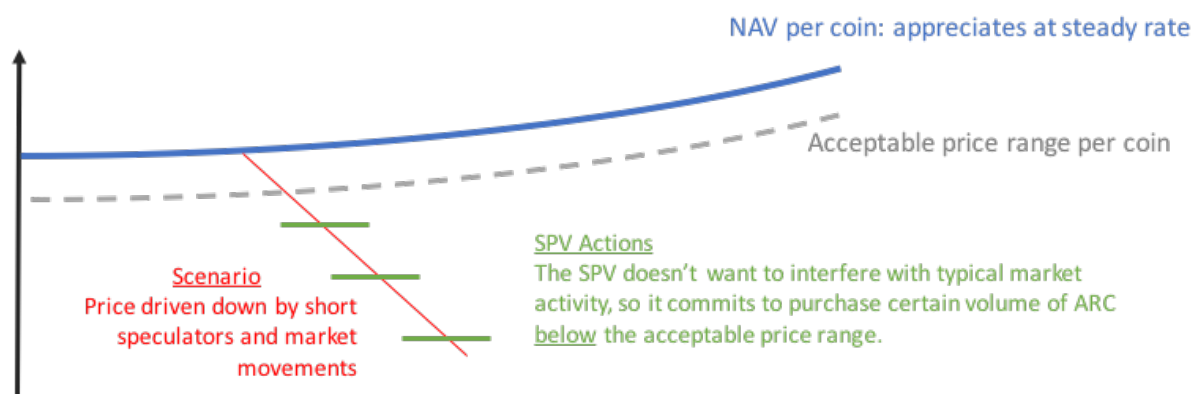 NAV per coin: appreciates at steady rate
Acceptable price range per coin
Scenario
Price driven down by short
speculators and market
movements
SPV Actions
The SPV doesn't want to interfere with typical market
activity, so it commits to purchase certain volume of ARC
below the acceptable price range.